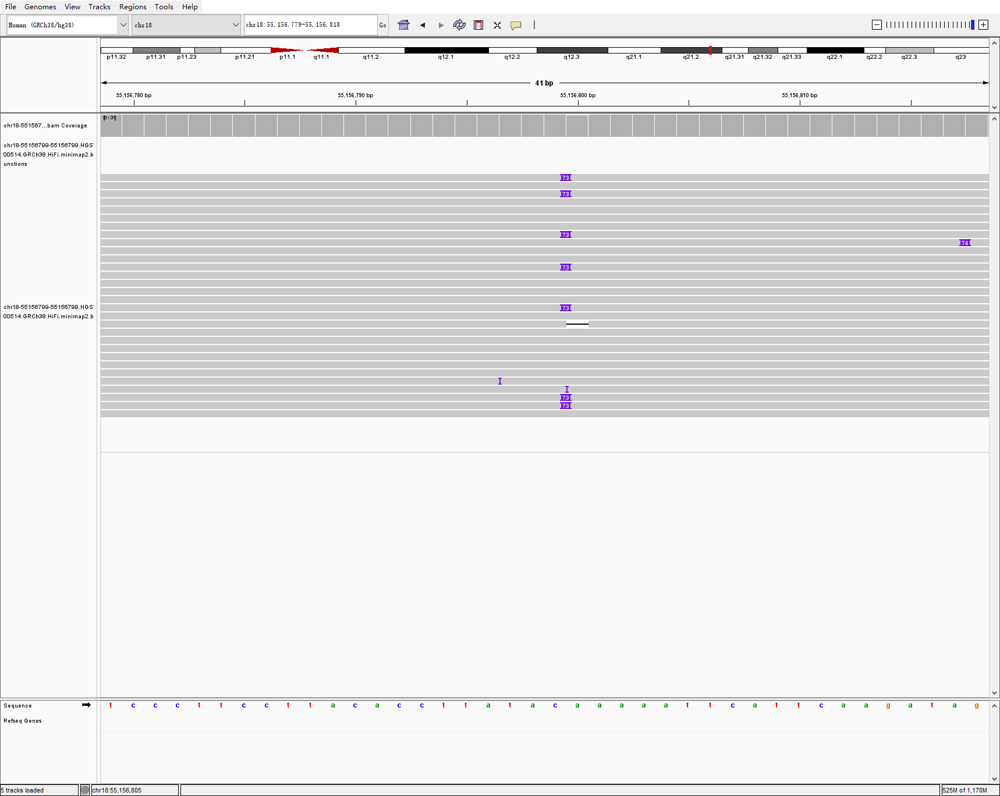 File Genomes View Tracks Regions Tools Help
Human (GRCh38/hg38) chr18 chr18:55,156,779-55,156,818 Go
p11.32 p11.31 p11.23 p11.21 p11.1 q11.1 q11.2 q12.1 q12.2 q12.3 q21.1 q21.2 q21.31 q21.32 q21.33 q22.1 q22.2 q22.3 q23
41 bp
55,156,780 bp 55,156,790 bp 55,156,800 bp 55,156,810 bp
[0-31]
chr18-551567...bam Coverage
chr18-55156799-55156799.HGS
00514.GRCh38.HiFi.minimap2.b
unctions
73
73
73
74
73
chr18-55156799-55156799.HGS
73
00514.GRCh38.HiFi.minimap2.b
73
73
Sequence t c c c t t c c t t a c a c c t t a t a c a a a a a t t c a t t c a a g a t a g
Refseq Genes
5 tracks loaded chr18:55,156,805 525M of 1,170M